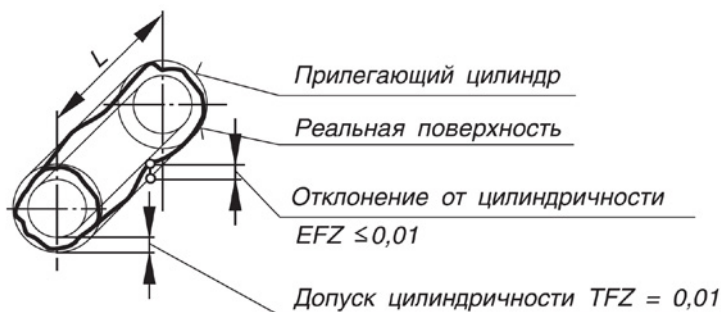 L
Прилегающий цилиндр
Реальная поверхность
Отклонение от цилиндричности
EFZ ≤ 0,01
Допуск цилиндричности TFZ = 0,01